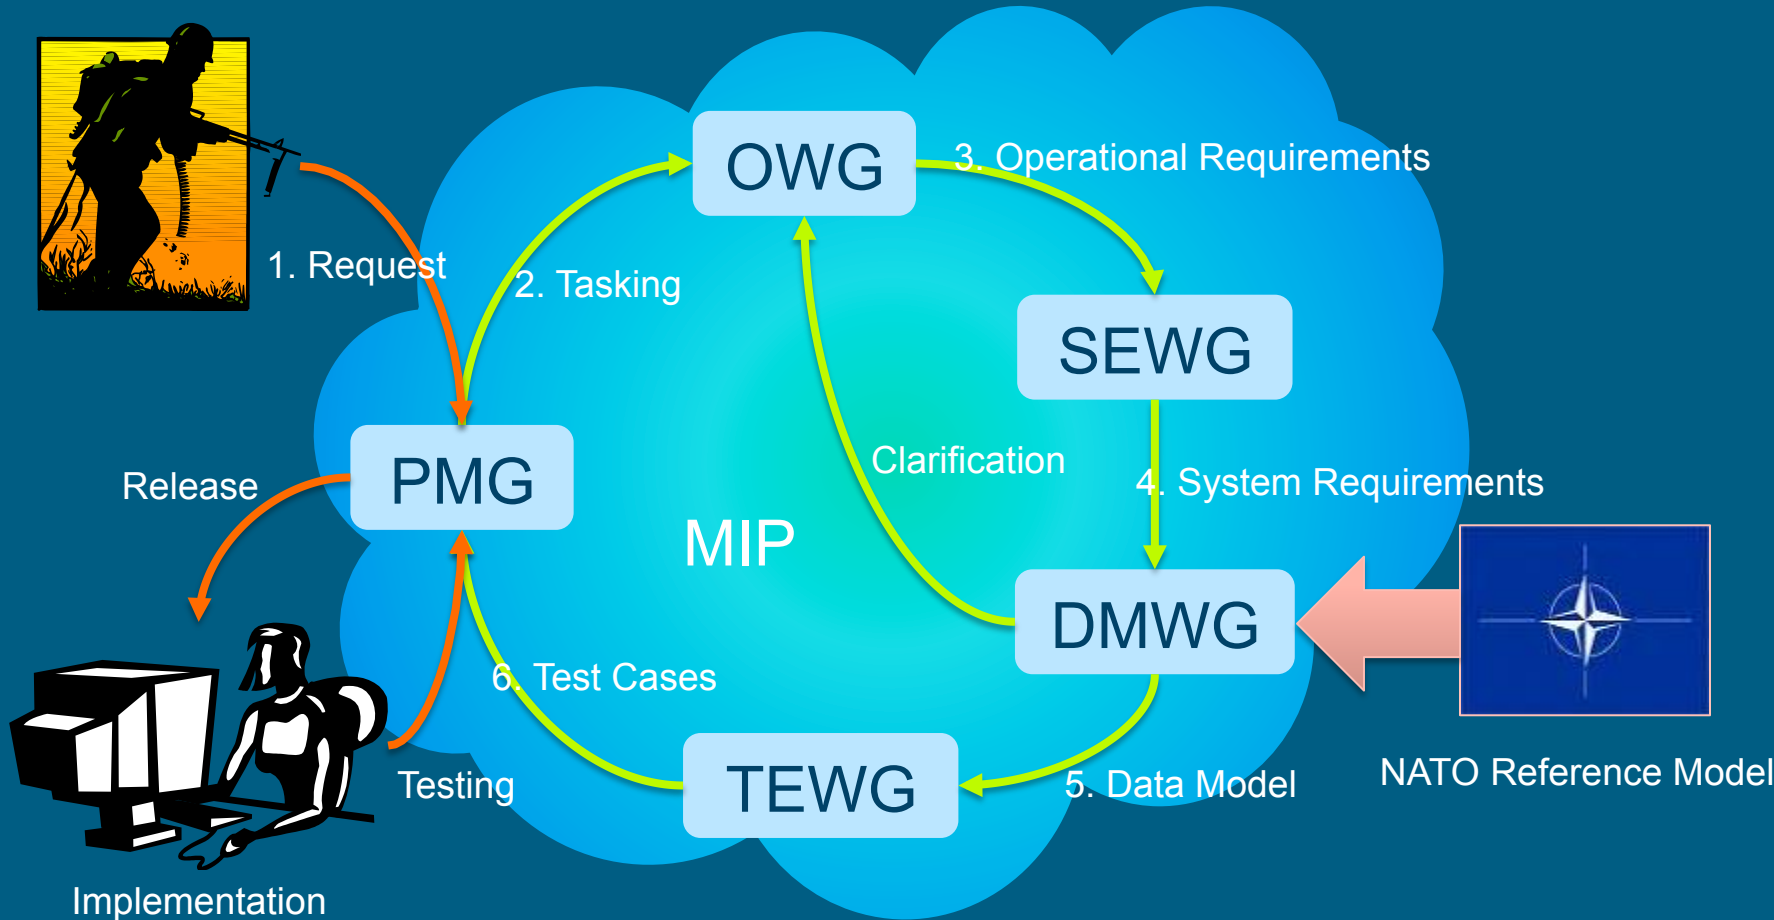 OWG
3. Operational Requirements
1. Request
2. Tasking
SEWG
Clarification
PMG
Release
4. System Requirements
MIP
DMWG
6. Test Cases
TEWG
Testing
5. Data Model
NATO Reference Model
Implementation